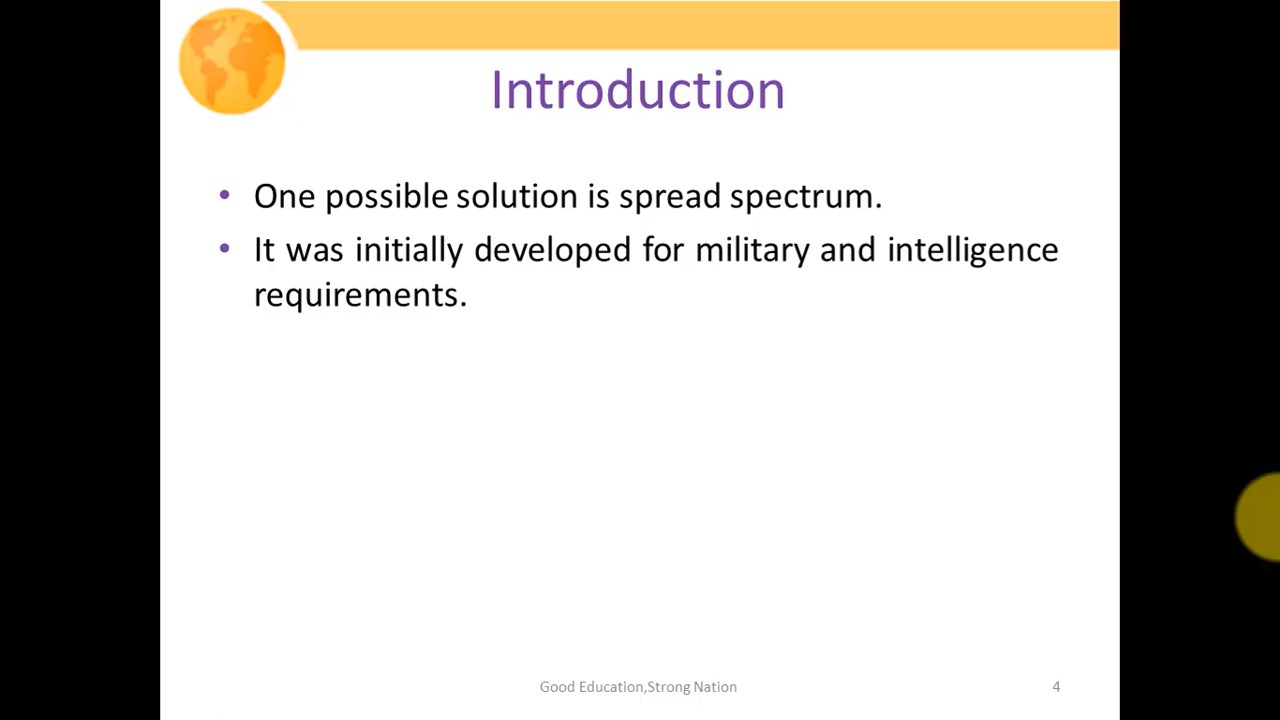 Introduction
• One possible solution is spread spectrum.
• It was initially developed for military and intelligence
requirements.
Good Education,Strong Nation
4